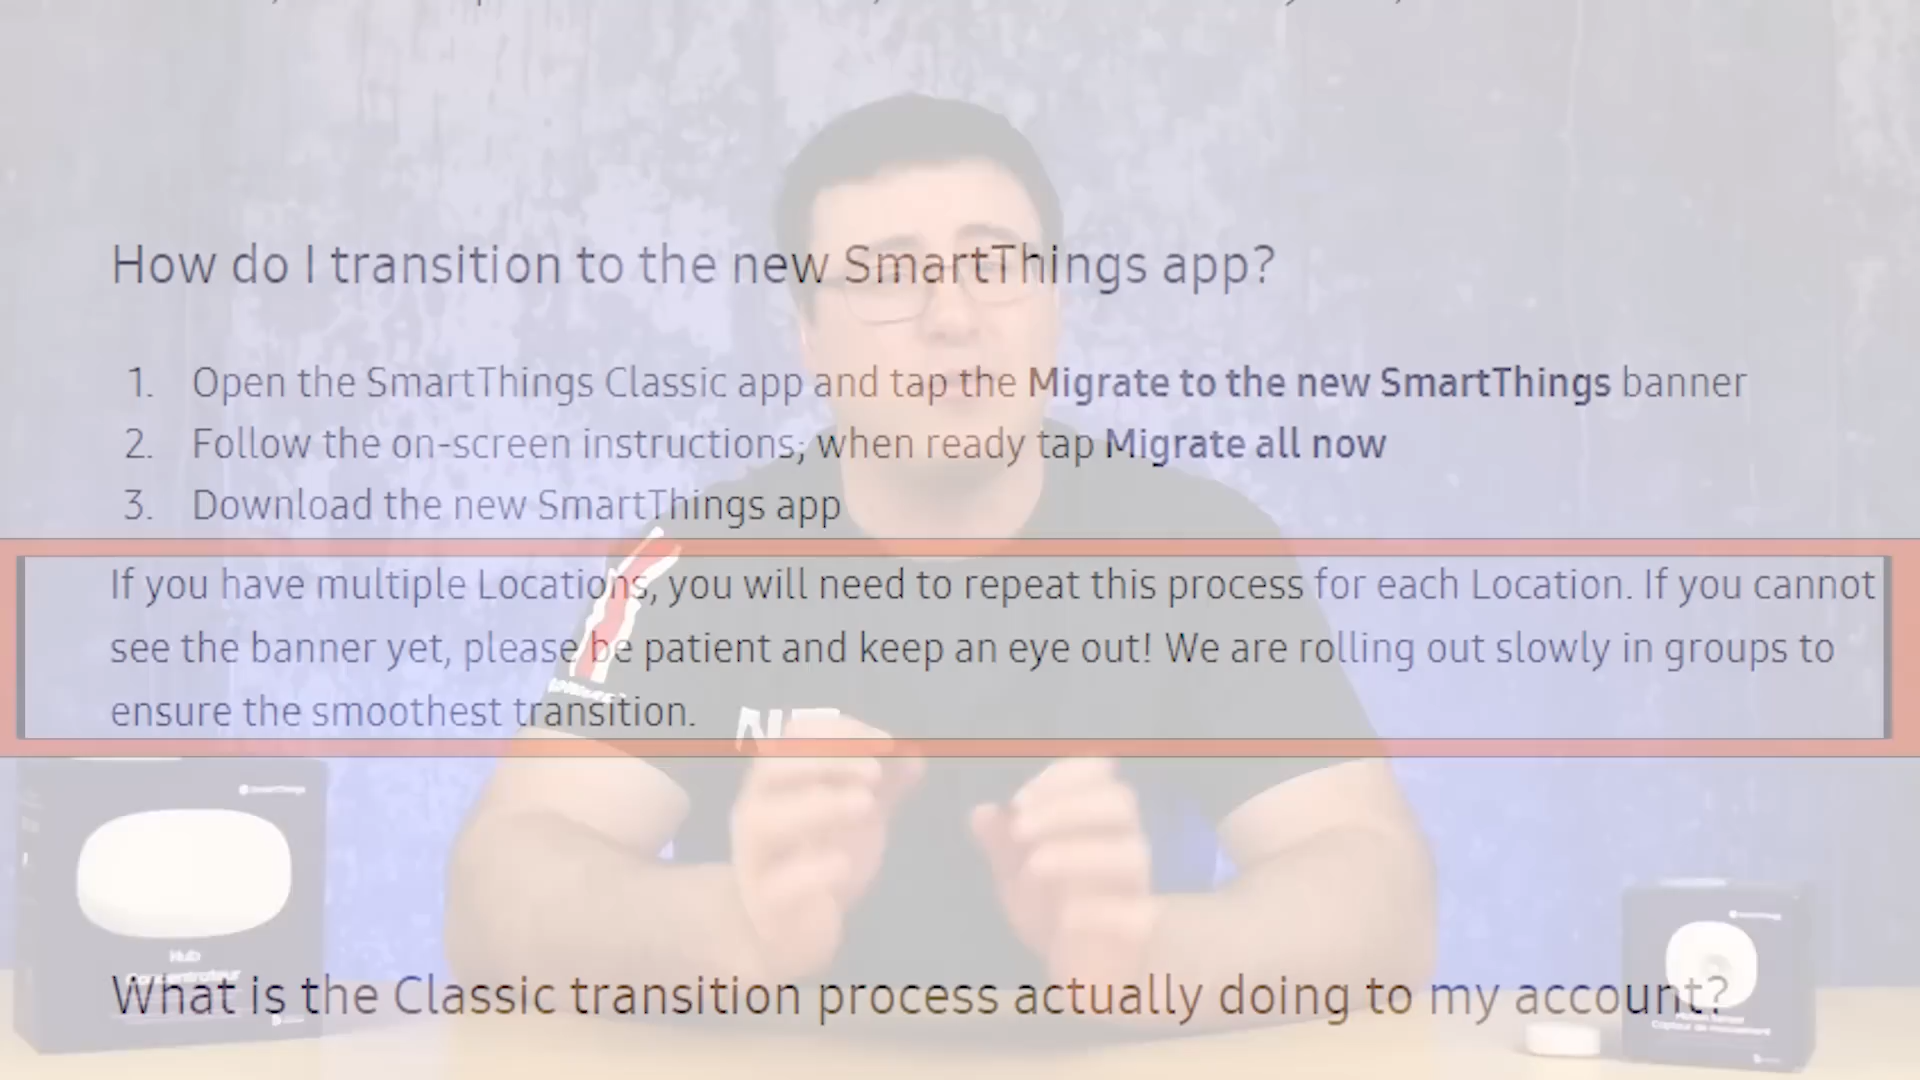 How do I transition to the new SmartThings app?
1. Open the SmartThings Classic app and tap the Migrate to the new SmartThings banner
2. Follow the on-screen instructions; when ready tap Migrate all now
3. Download the new SmartThings app
If you have multiple Locations, you will need to repeat this process for each Location. If you cannot
see the banner yet, please be patient and keep an eye out! We are rolling out slowly in groups to
ensure the smoothest transition.
SmartThings
Hub
Concentrateur
What is the Classic transition process actually doing to my account?